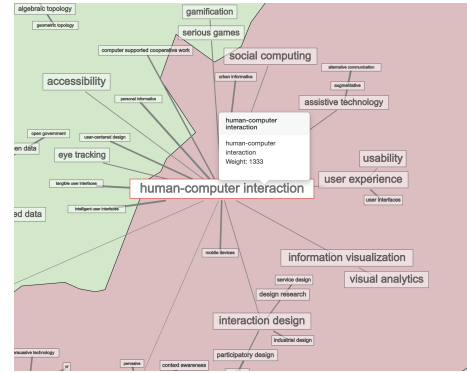 algebraic topology
gamification
geometric topology
serious games
computer supported cooperative work
social computing
alternative communication
urban informatics
accessibility
augmentative
personal informatics
assistive technology
human-computer
interaction
open government
user-centered design
human-computer
interaction
Weight: 1333
en data
eye tracking
usability
user experience
tangible user interfaces
human-computer interaction
user interfaces
ed data
intelligent user interfaces
mobile devices
information visualization
service design
visual analytics
design research
interaction design
industrial design
persuasive technology
participatory design
pervasive
context awareness